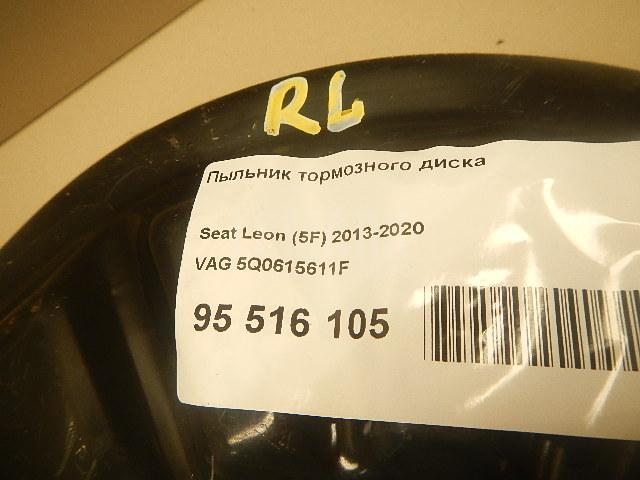 RL
Пыльник тормозного диска
Seat Leon (5F) 2013-2020
VAG 5Q0615611F
95 516 105